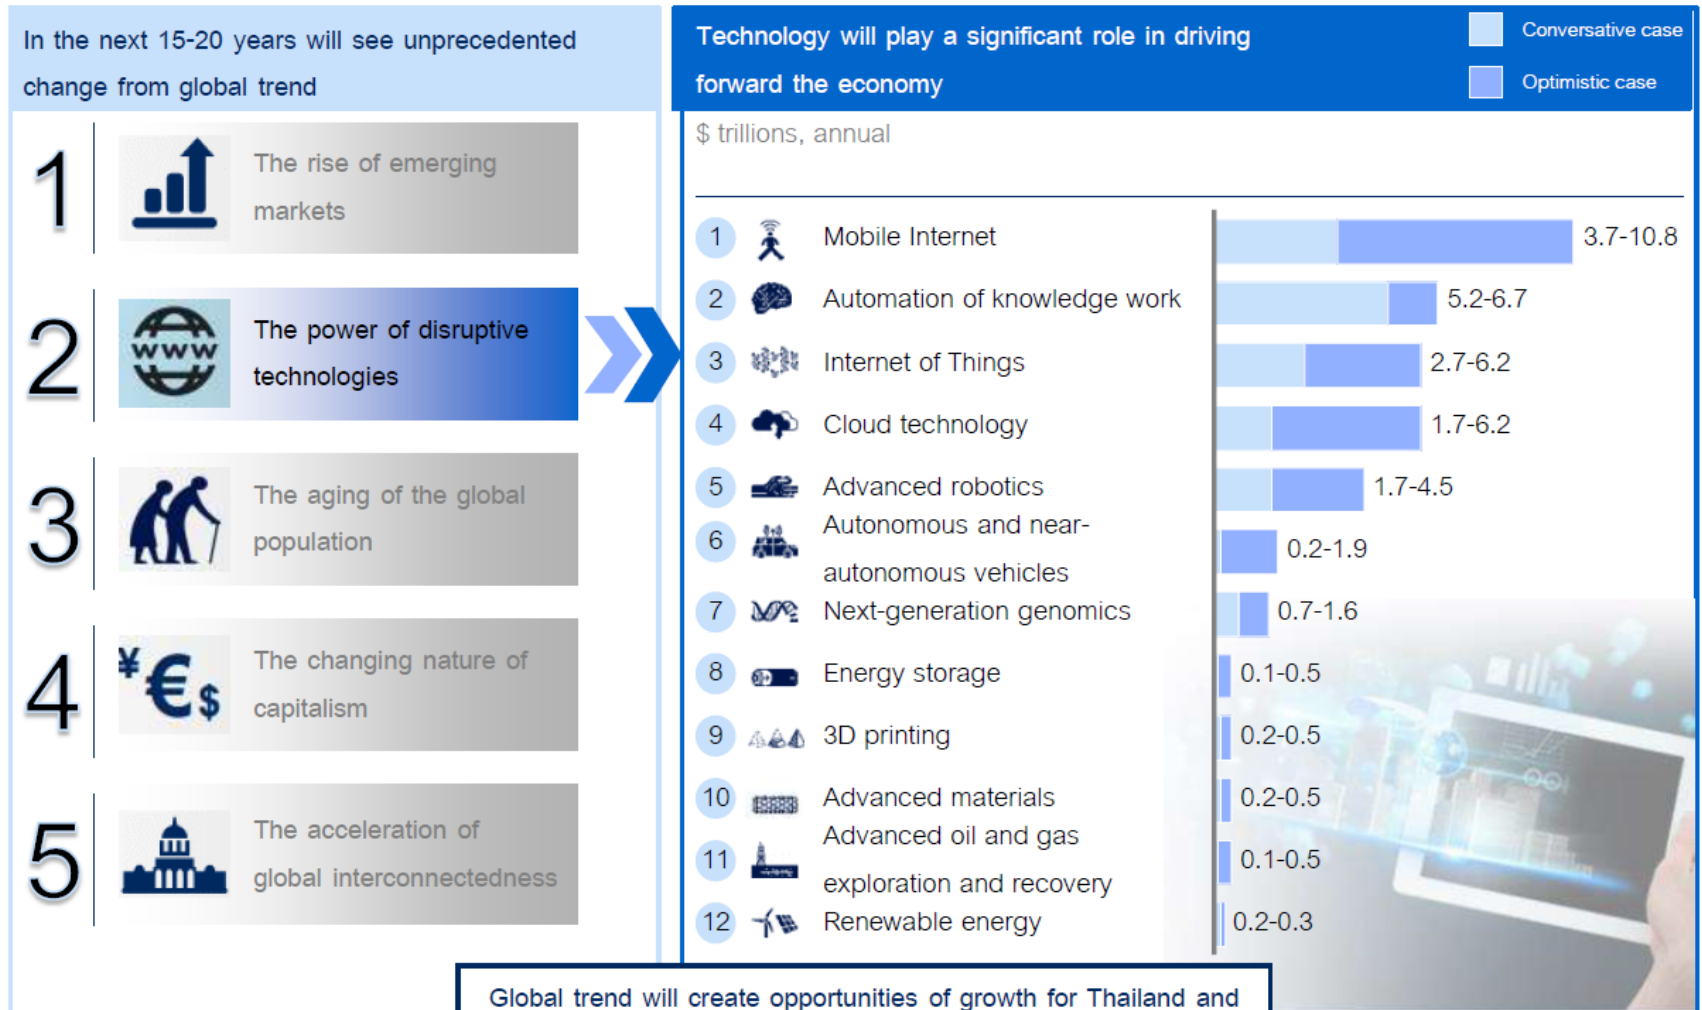 In the next 15-20 years will see unprecedented
change from global trend
1
The rise of emerging
markets
2
WWW
The power of disruptive
technologies
3
The aging of the global
population
4
¥ € $
The changing nature of
capitalism
5
The acceleration of
global interconnectedness
Technology will play a significant role in driving
forward the economy
Conversative case
Optimistic case
$ trillions, annual
1 Mobile Internet 3.7-10.8
2 Automation of knowledge work 5.2-6.7
3 Internet of Things 2.7-6.2
4 Cloud technology 1.7-6.2
5 Advanced robotics 1.7-4.5
6 Autonomous and near-
autonomous vehicles 0.2-1.9
7 Next-generation genomics 0.7-1.6
8 Energy storage 0.1-0.5
9 3D printing 0.2-0.5
10 Advanced materials 0.2-0.5
11 Advanced oil and gas
exploration and recovery 0.1-0.5
12 Renewable energy 0.2-0.3
Global trend will create opportunities of growth for Thailand and